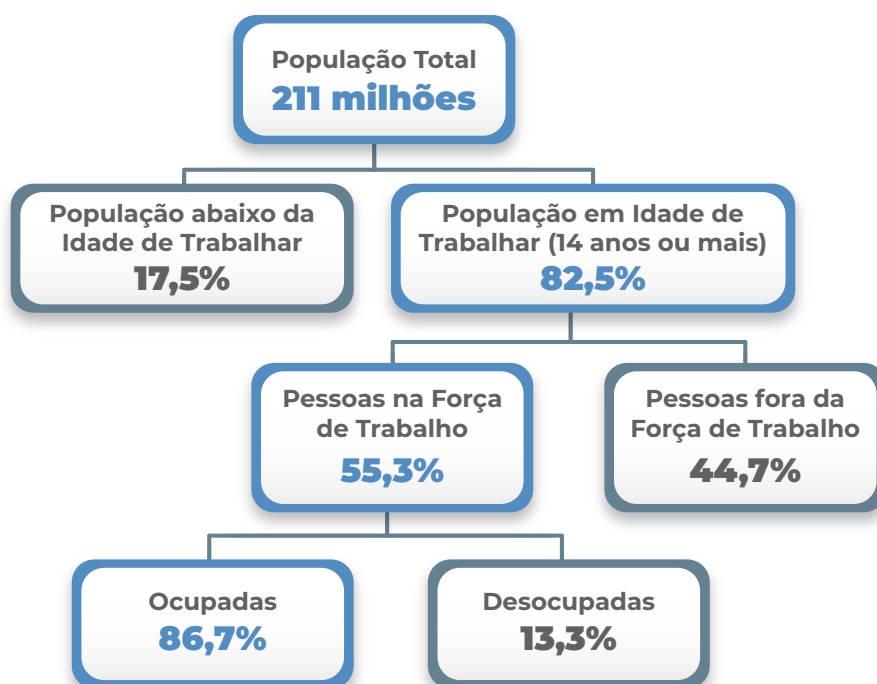 População Total
211 milhões
População abaixo da
Idade de Trabalhar
17,5%
População em Idade de
Trabalhar (14 anos ou mais)
82,5%
Pessoas na Força
de Trabalho
55,3%
Pessoas fora da
Força de Trabalho
44,7%
Ocupadas
86,7%
Desocupadas
13,3%